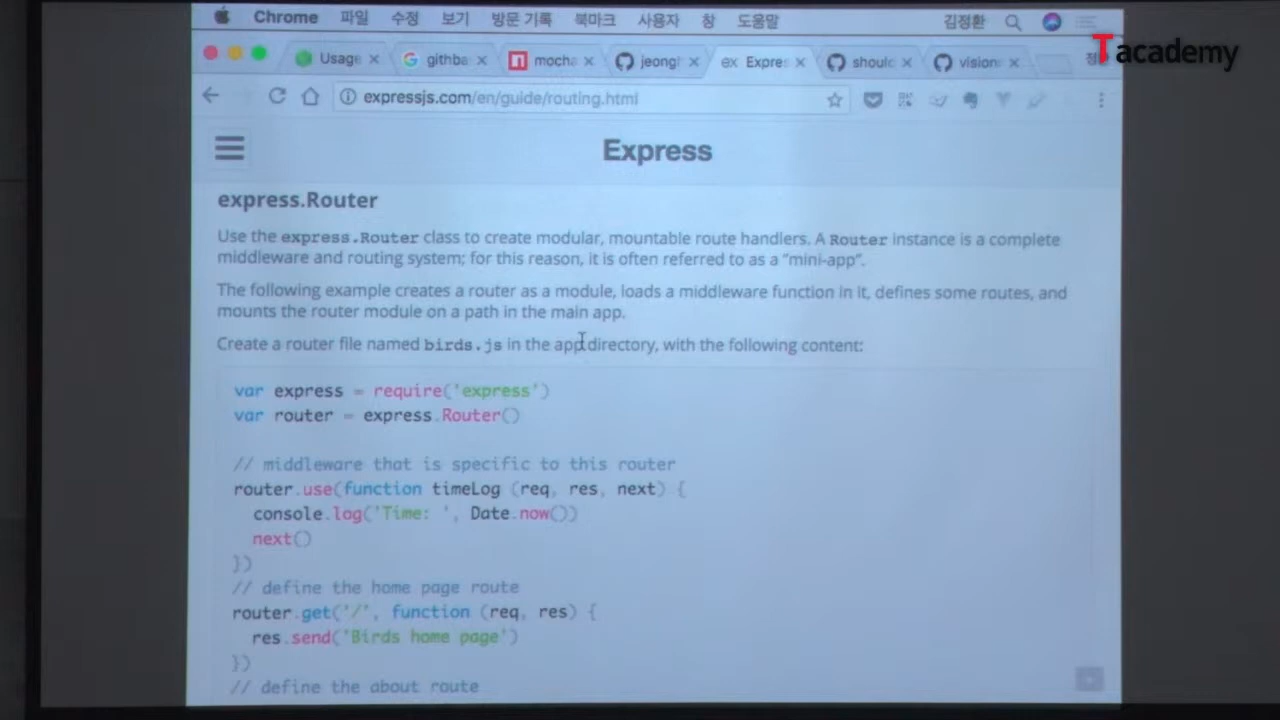 Chrome 파일 수정 보기 방문 기록 북마크 사용자 창 도움말 김정환
Tacademy
Usage githba mocha jeongh ex Expres should vision
expressjs.com/en/guide/routing.html
Express
express.Router
Use the express.Router class to create modular, mountable route handlers. A Router instance is a complete
middleware and routing system; for this reason, it is often referred to as a “mini-app”.
The following example creates a router as a module, loads a middleware function in it, defines some routes, and
mounts the router module on a path in the main app.
Create a router file named birds.js in the app directory, with the following content:
var express = require('express')
var router = express.Router()
// middleware that is specific to this router
router.use(function timeLog (req, res, next) {
console.log('Time: ', Date.now())
next()
})
// define the home page route
router.get('/', function (req, res) {
res.send('Birds home page')
})
// define the about route